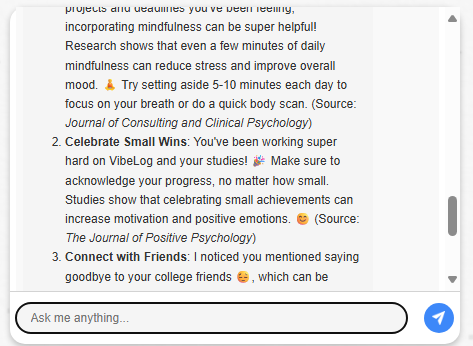 projects and deadlines you've been feeling,
incorporating mindfulness can be super helpful!
Research shows that even a few minutes of daily
mindfulness can reduce stress and improve overall
mood. 🧘 Try setting aside 5-10 minutes each day to
focus on your breath or do a quick body scan. (Source:
Journal of Consulting and Clinical Psychology)
2. Celebrate Small Wins: You've been working super
hard on VibeLog and your studies! 🎉 Make sure to
acknowledge your progress, no matter how small.
Studies show that celebrating small achievements can
increase motivation and positive emotions. 😊 (Source:
The Journal of Positive Psychology)
3. Connect with Friends: I noticed you mentioned saying
goodbye to your college friends 😢, which can be
Ask me anything...